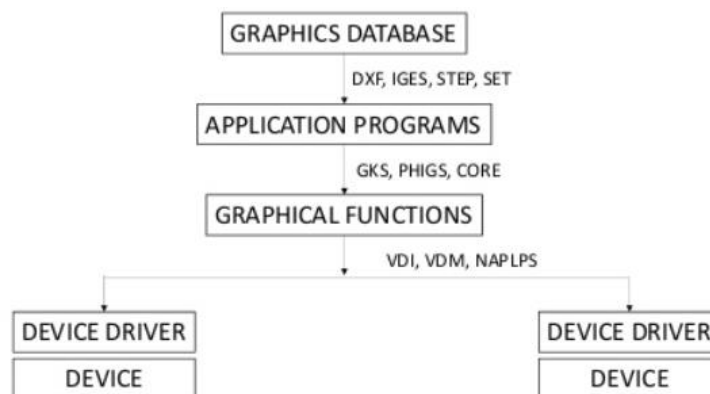 GRAPHICS DATABASE
DXF, IGES, STEP, SET
APPLICATION PROGRAMS
GKS, PHIGS, CORE
GRAPHICAL FUNCTIONS
VDI, VDM, NAPLPS
DEVICE DRIVER
DEVICE DRIVER
DEVICE
DEVICE